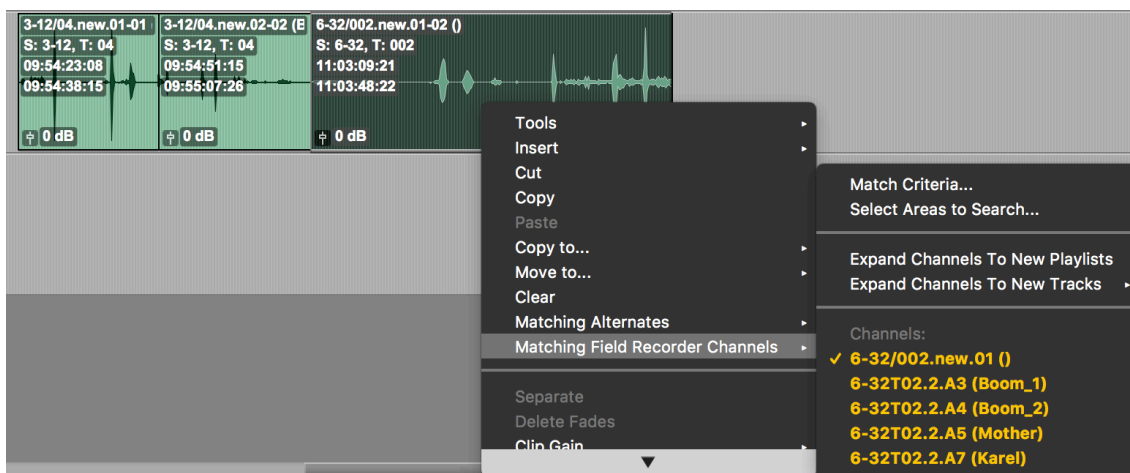 3-12/04.new.01-01
S: 3-12, T: 04
09:54:23:08
09:54:38:15
0 dB
3-12/04.new.02-02 (B
S: 3-12, T: 04
09:54:51:15
09:55:07:26
0 dB
6-32/002.new.01-02 ()
S: 6-32, T: 002
11:03:09:21
11:03:48:22
0 dB
Tools
Insert
Cut
Copy
Paste
Copy to...
Move to...
Clear
Matching Alternates
Matching Field Recorder Channels
Separate
Delete Fades
Clip Gain
Match Criteria...
Select Areas to Search...
Expand Channels To New Playlists
Expand Channels To New Tracks
Channels:
6-32/002.new.01 ()
6-32T02.2.A3 (Boom_1)
6-32T02.2.A4 (Boom_2)
6-32T02.2.A5 (Mother)
6-32T02.2.A7 (Karel)